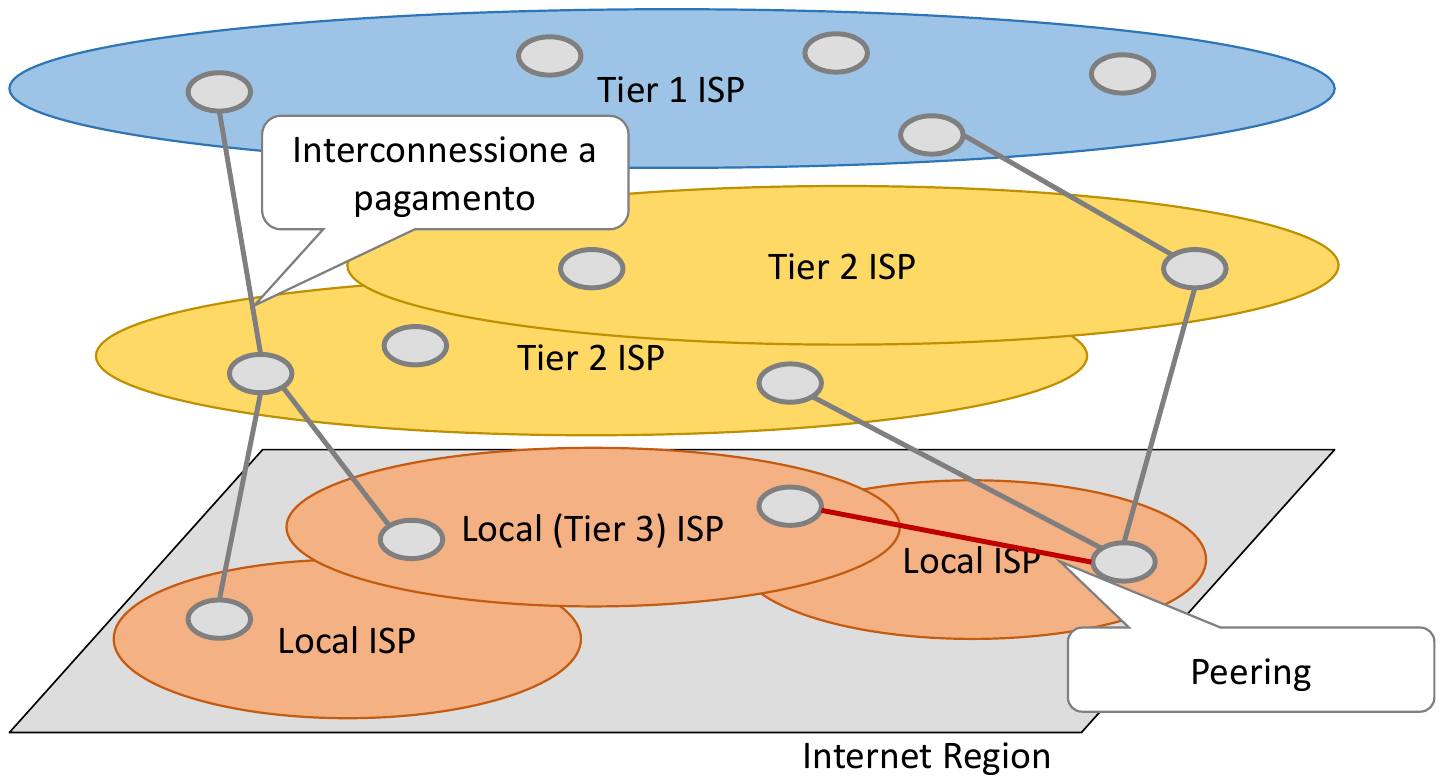 Tier 1 ISP
Interconnessione a
pagamento
Tier 2 ISP
Tier 2 ISP
Local (Tier 3) ISP
Local ISP
Local ISP
Peering
Internet Region